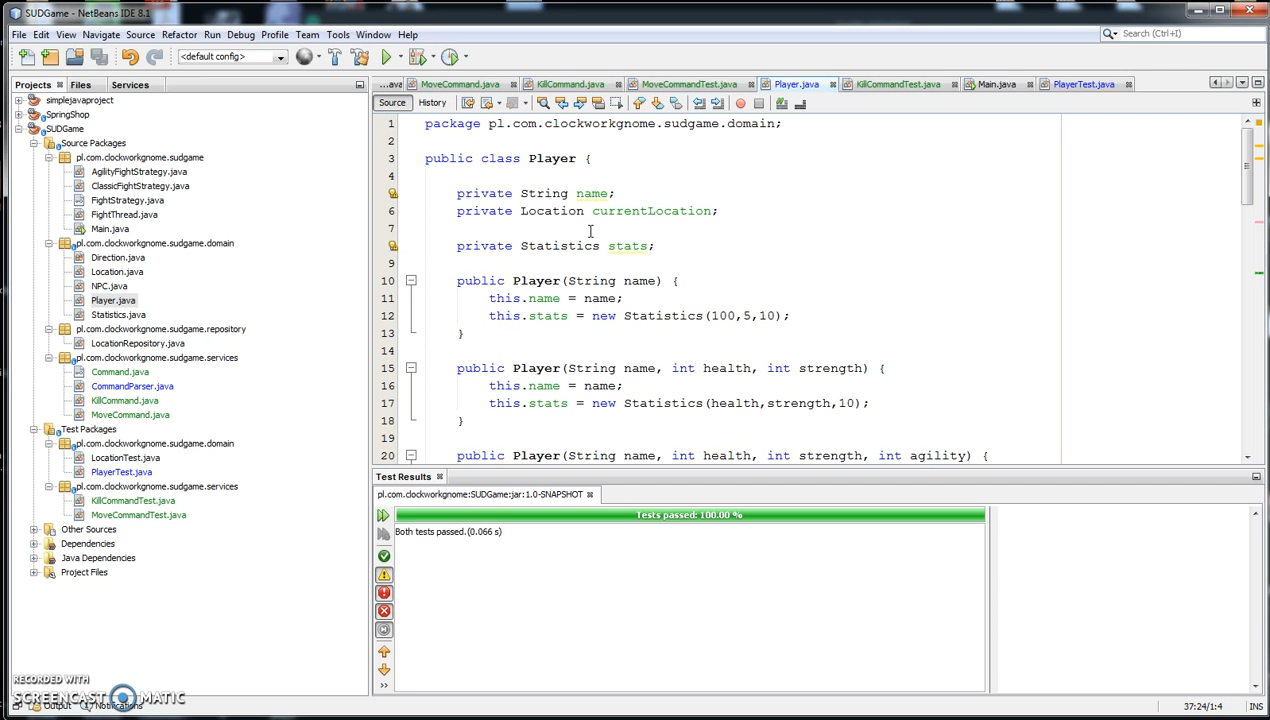 SUDGame - NetBeans IDE 8.1
File Edit View Navigate Source Refactor Run Debug Profile Team Tools Window Help
Search (Ctrl+I)
<default config>
Projects Files Services
...ava MoveCommand.java KillCommand.java MoveCommandTest.java Player.java KillCommandTest.java Main.java PlayerTest.java
Source History
simplejavaproject
SpringShop
SUDGame
Source Packages
pl.com.clockworkgnome.sudgame
AgilityFightStrategy.java
ClassicFightStrategy.java
FightStrategy.java
FightThread.java
Main.java
pl.com.clockworkgnome.sudgame.domain
Direction.java
Location.java
NPC.java
Player.java
Statistics.java
pl.com.clockworkgnome.sudgame.repository
LocationRepository.java
pl.com.clockworkgnome.sudgame.services
Command.java
CommandParser.java
KillCommand.java
MoveCommand.java
Test Packages
pl.com.clockworkgnome.sudgame.domain
LocationTest.java
PlayerTest.java
pl.com.clockworkgnome.sudgame.services
KillCommandTest.java
MoveCommandTest.java
Other Sources
Dependencies
Java Dependencies
Project Files
1 package pl.com.clockworkgnome.sudgame.domain;
2
3 public class Player {
4
private String name;
6 private Location currentLocation;
7
private Statistics stats;
9
10 public Player(String name) {
11 this.name = name;
12 this.stats = new Statistics(100,5,10);
13 }
14
15 public Player(String name, int health, int strength) {
16 this.name = name;
17 this.stats = new Statistics(health,strength,10);
18 }
19
20 public Player(String name, int health, int strength, int agility) {
Test Results
pl.com.clockworkgnome:SUDGame:jar:1.0-SNAPSHOT
Tests passed: 100.00 %
Both tests passed.(0.066 s)
RECORDED WITH
SCREENCAST MATIC
Output Notifications
37:24/1:4 INS